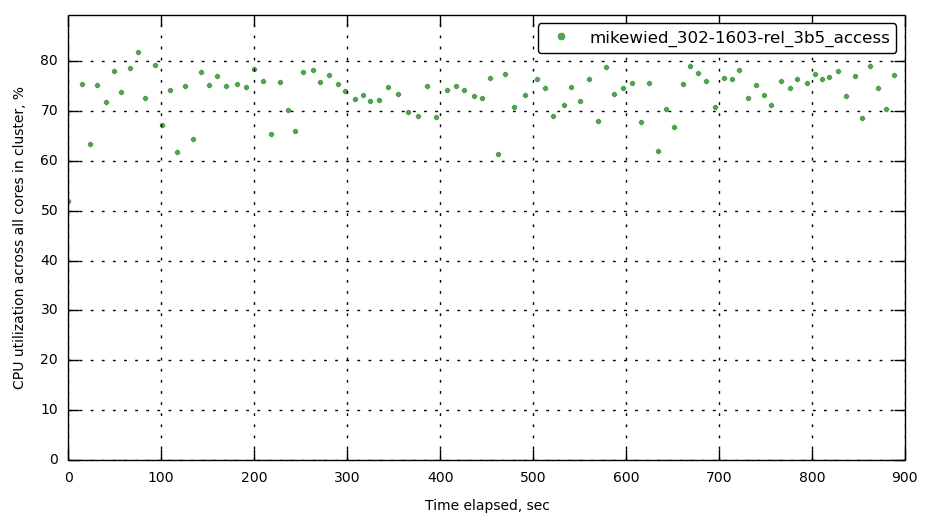 mikewied_302-1603-rel_3b5_access
CPU utilization across all cores in cluster, %
80
70
60
50
40
30
20
10
0
0 100 200 300 400 500 600 700 800 900
Time elapsed, sec